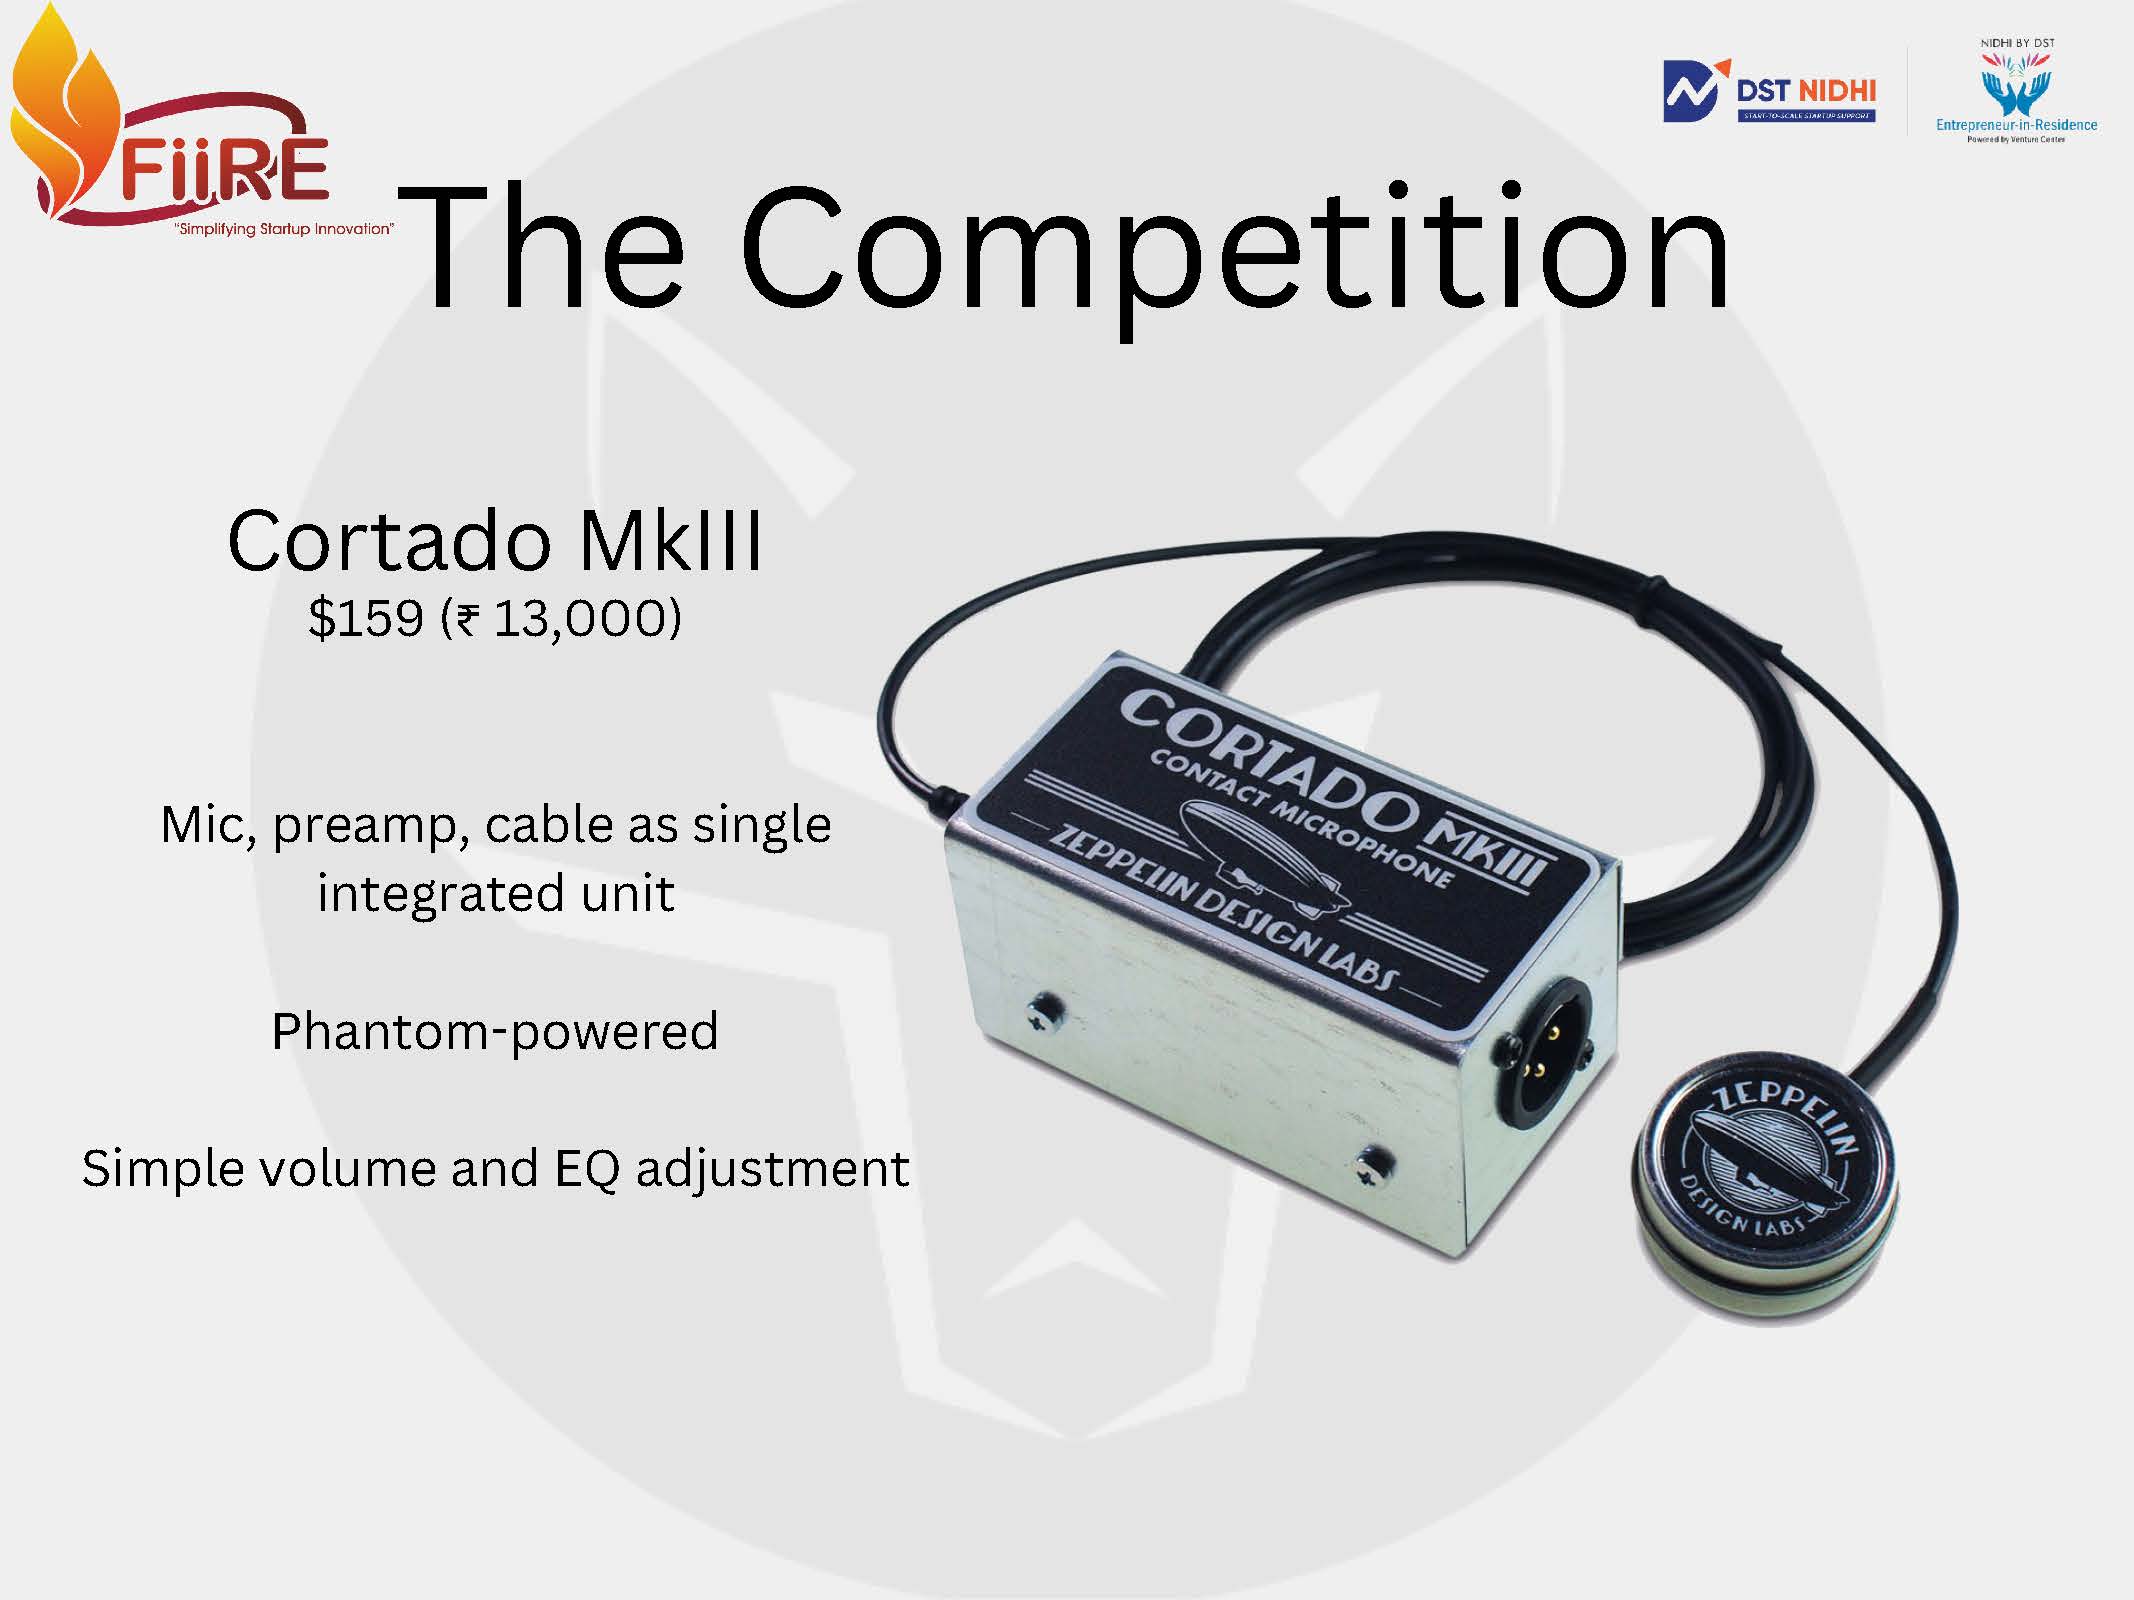 FiiRE
"Simplifying Startup Innovation"
DST NIDHI
START-TO-SCALE STARTUP SUPPORT
NIDHI BY DST
Entrepreneur-in-Residence
Powered by Venture Center
The Competition
Cortado MkIII
$159 (₹ 13,000)
Mic, preamp, cable as single
integrated unit
Phantom-powered
Simple volume and EQ adjustment
CORTADO MKIII
CONTACT MICROPHONE
ZEPPELIN DESIGN LABS
ZEPPELIN
DESIGN LABS